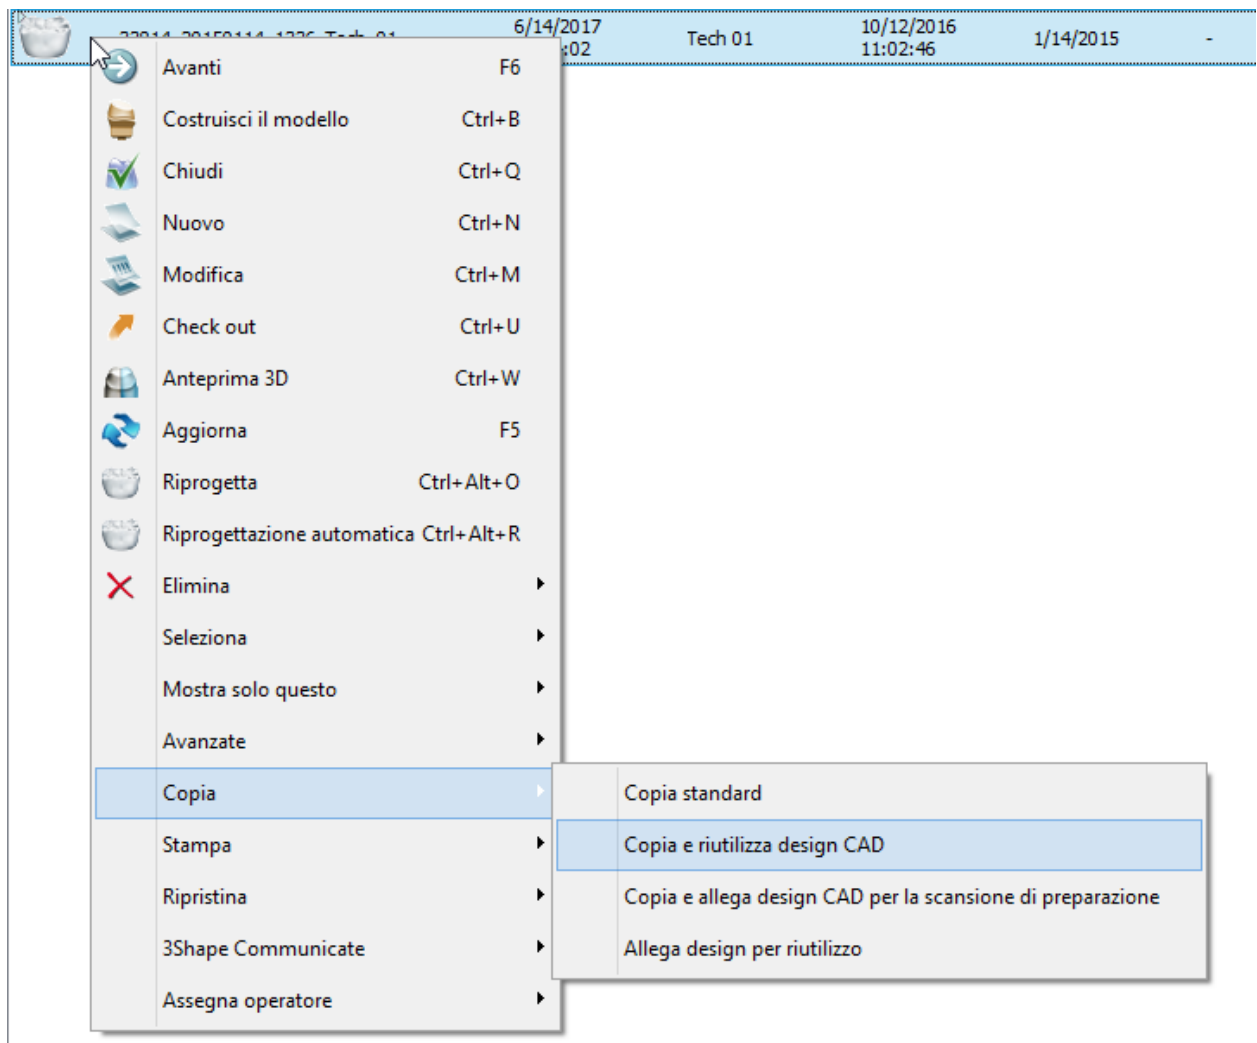 6/14/2017
:02
Tech 01
10/12/2016
11:02:46
1/14/2015
-
Avanti F6
Costruisci il modello Ctrl+B
Chiudi Ctrl+Q
Nuovo Ctrl+N
Modifica Ctrl+M
Check out Ctrl+U
Anteprima 3D Ctrl+W
Aggiorna F5
Riprogetta Ctrl+Alt+O
Riprogettazione automatica Ctrl+Alt+R
Elimina
Seleziona
Mostra solo questo
Avanzate
Copia
Stampa
Ripristina
3Shape Communicate
Assegna operatore
Copia standard
Copia e riutilizza design CAD
Copia e allega design CAD per la scansione di preparazione
Allega design per riutilizzo